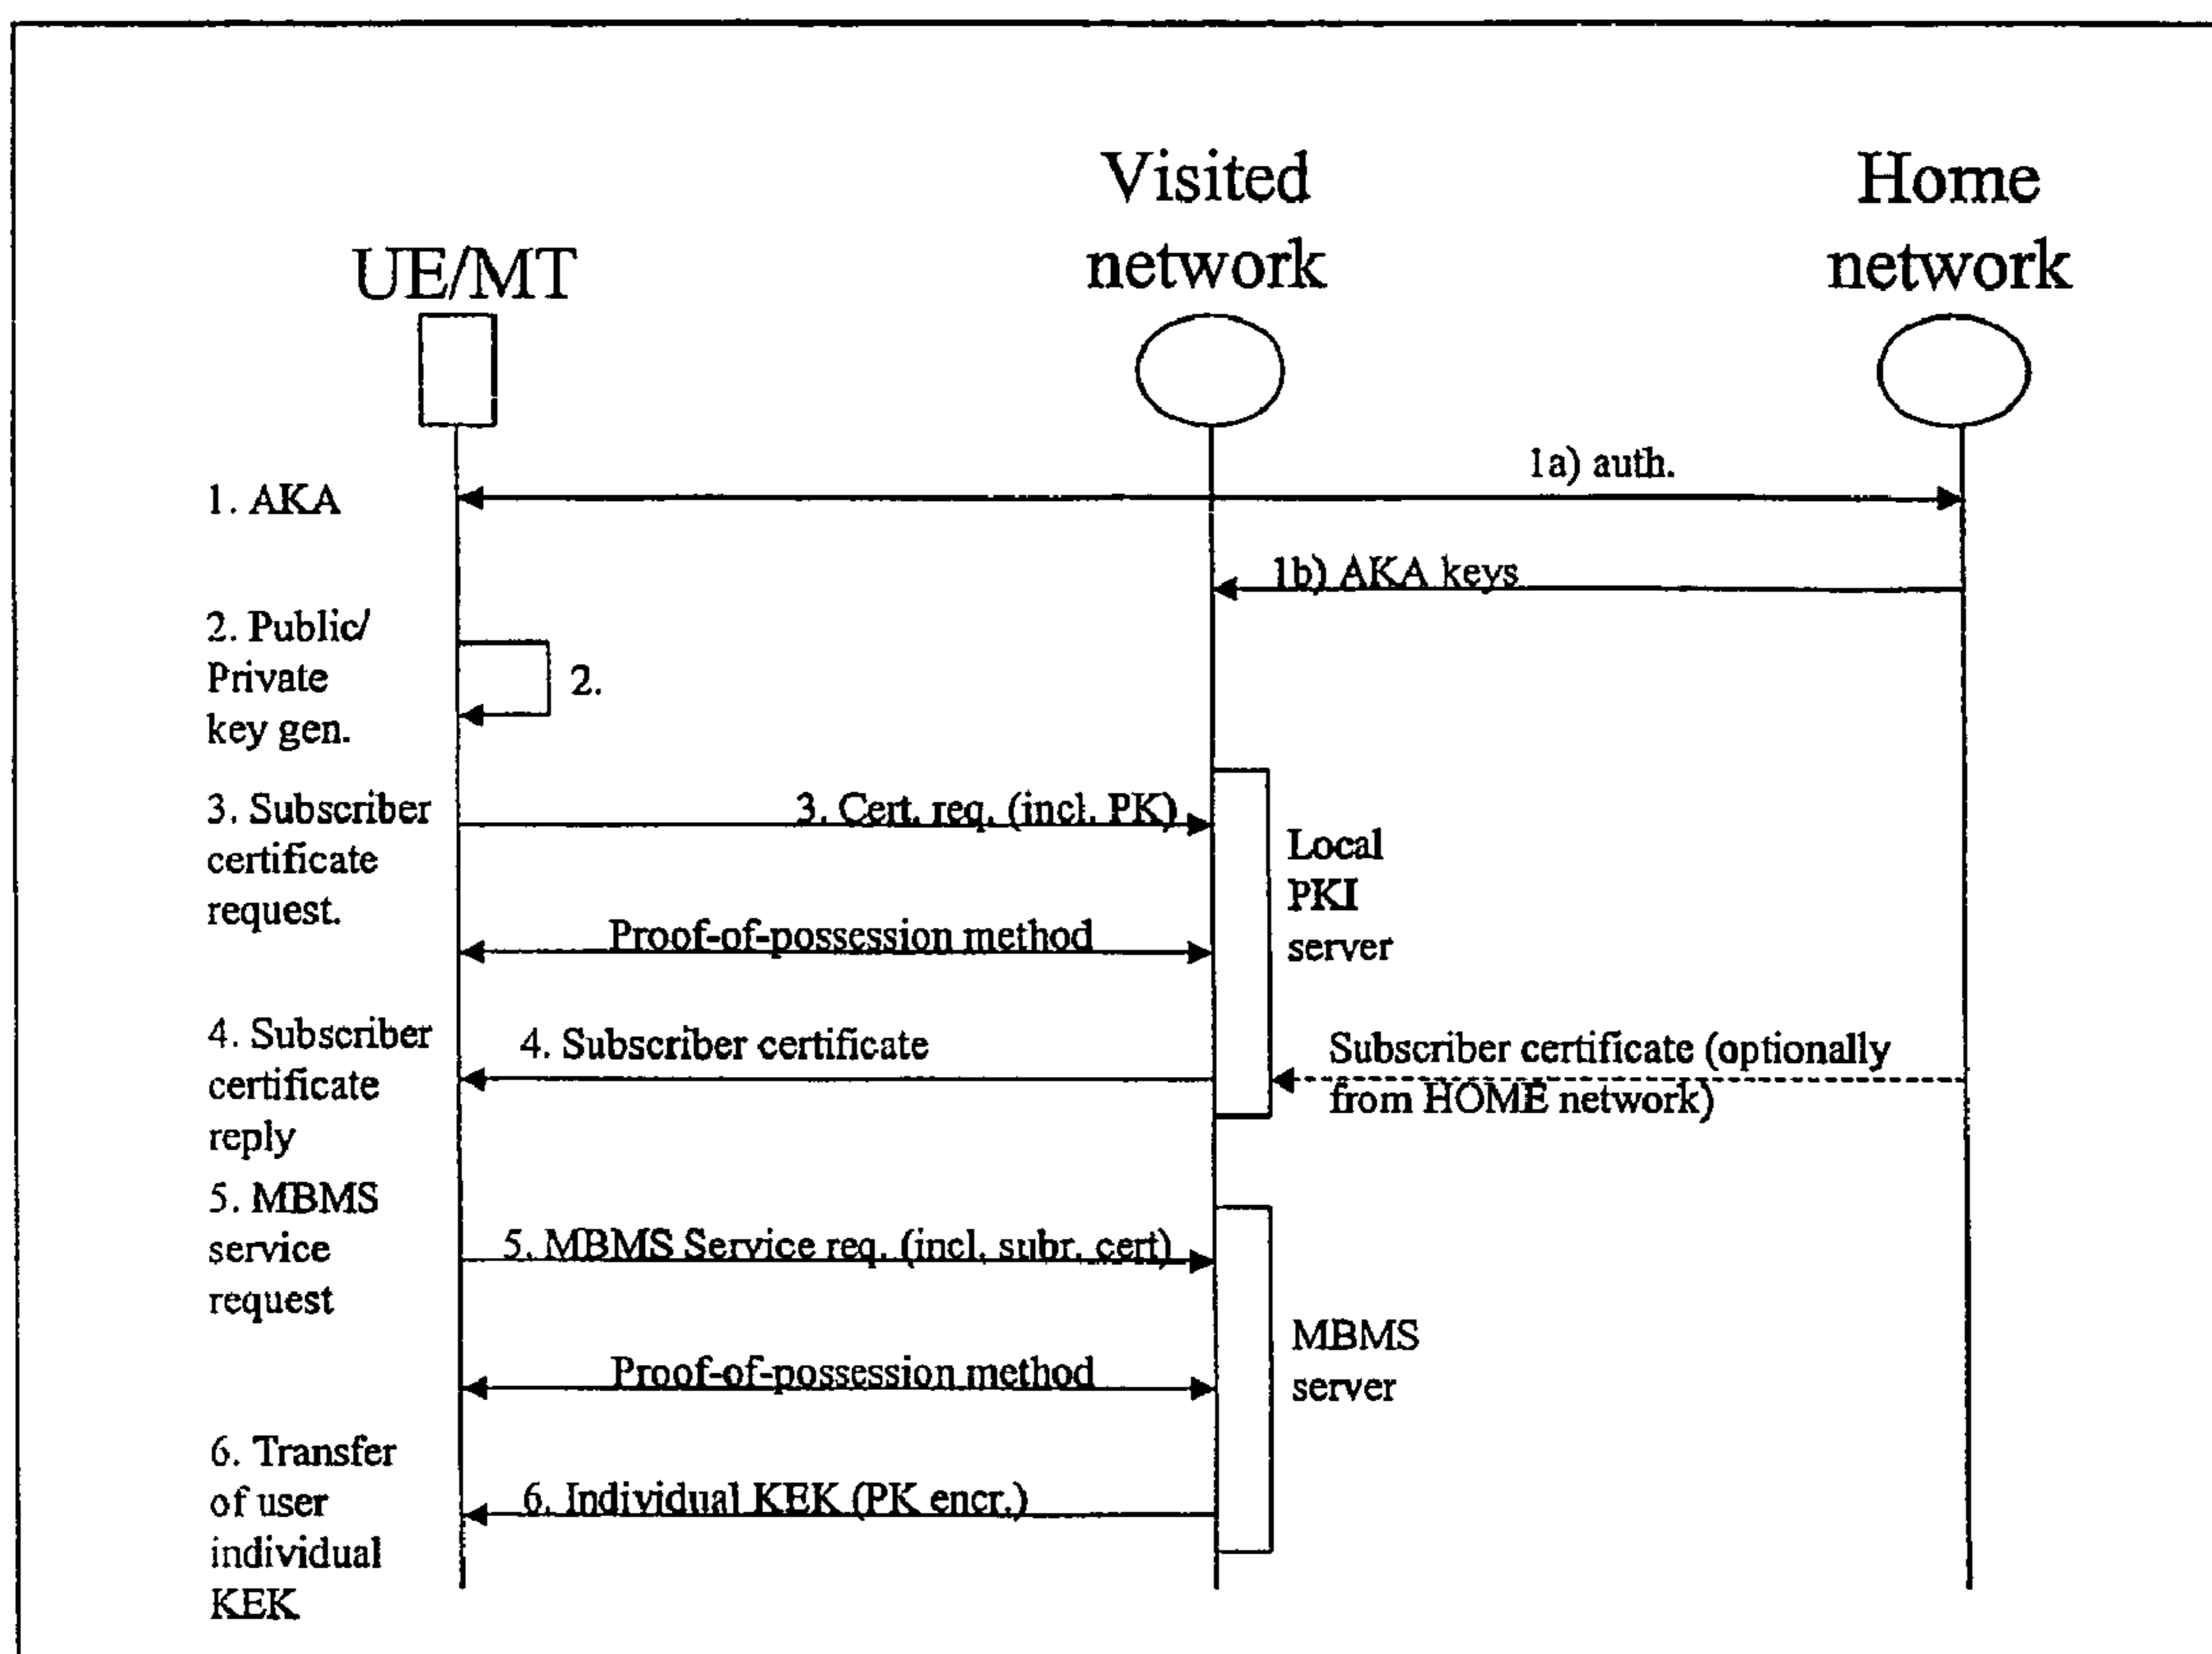 Visited
network
Home
network
UE/MT
1a) auth.
1. AKA
1b) AKA keys
2. Public/
Private
key gen.
2.
3. Subscriber
certificate
request.
3. Cert. req. (incl. PK)
Local
PKI
server
Proof-of-possession method
4. Subscriber
certificate
reply
4. Subscriber certificate
Subscriber certificate (optionally
from HOME network)
5. MBMS
service
request
5. MBMS Service req. (incl. subr. cert)
MBMS
server
Proof-of-possession method
6. Transfer
of user
individual
KEK
6. Individual KEK (PK encr.)